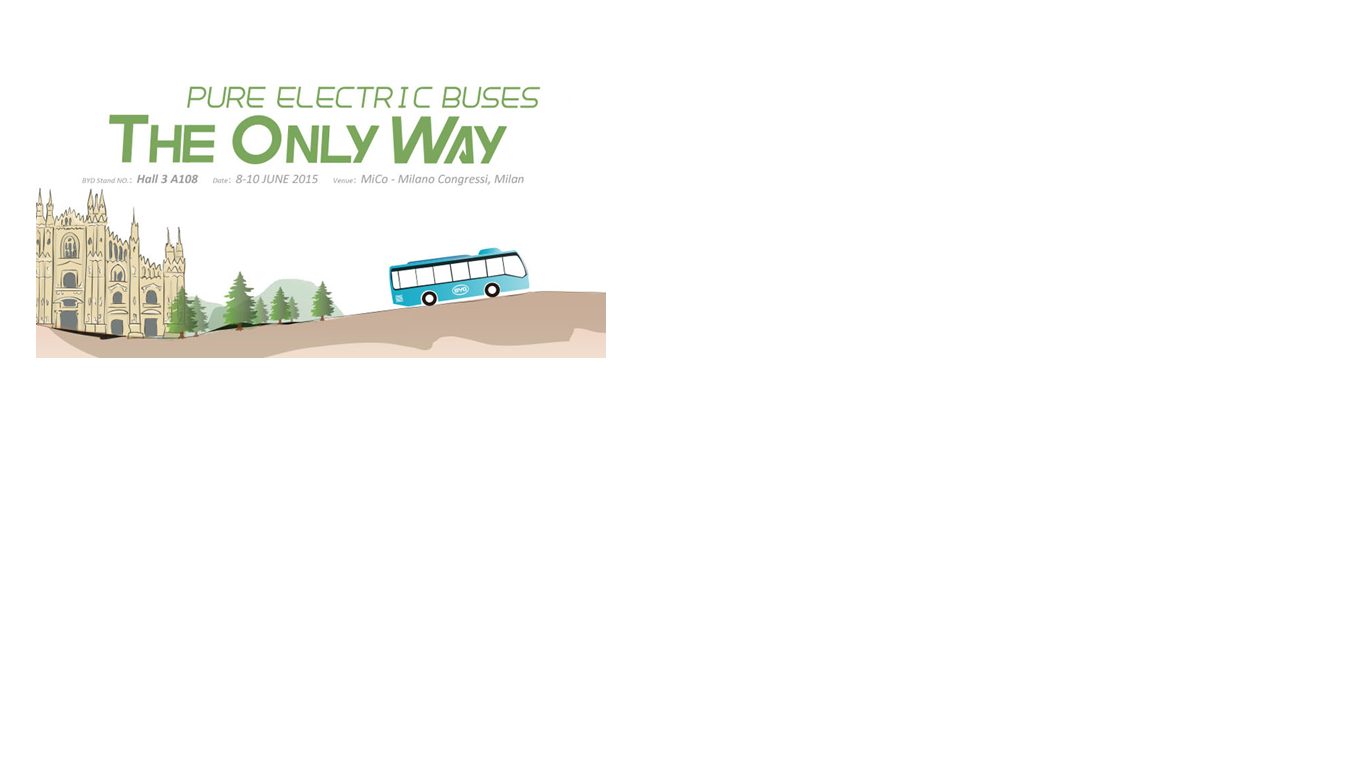 PURE ELECTRIC BUSES
THE ONLY WAY
BYD Stand NO.: Hall 3 A108 Date: 8-10 JUNE 2015 Venue: MiCo - Milano Congressi, Milan
BYD